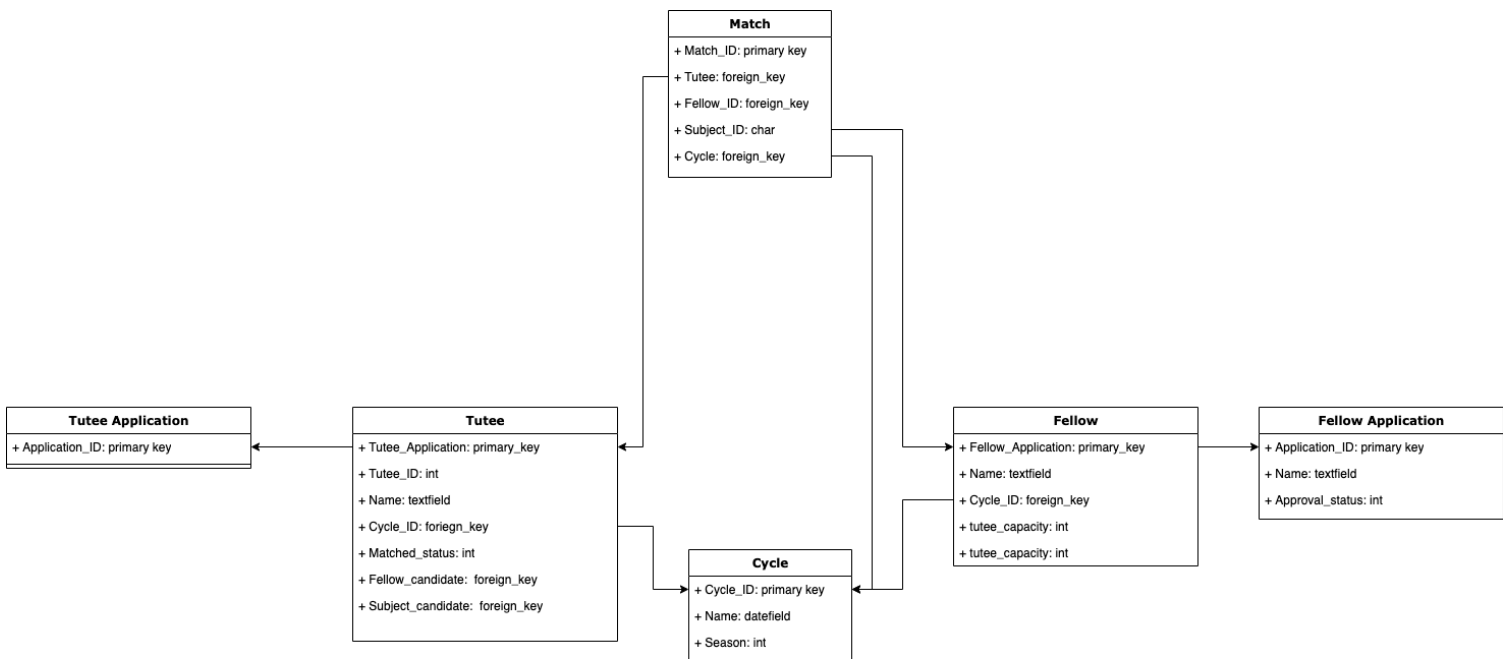 Match
+ Match_ID: primary key
+ Tutee: foreign_key
+ Fellow_ID: foreign_key
+ Subject_ID: char
+ Cycle: foreign_key
Tutee Application
+ Application_ID: primary key
Tutee
+ Tutee_Application: primary_key
+ Tutee_ID: int
+ Name: textfield
+ Cycle_ID: foriegn_key
+ Matched_status: int
+ Fellow_candidate:  foreign_key
+ Subject_candidate:  foreign_key
Cycle
+ Cycle_ID: primary key
+ Name: datefield
+ Season: int
Fellow
+ Fellow_Application: primary_key
+ Name: textfield
+ Cycle_ID: foreign_key
+ tutee_capacity: int
+ tutee_capacity: int
Fellow Application
+ Application_ID: primary key
+ Name: textfield
+ Approval_status: int